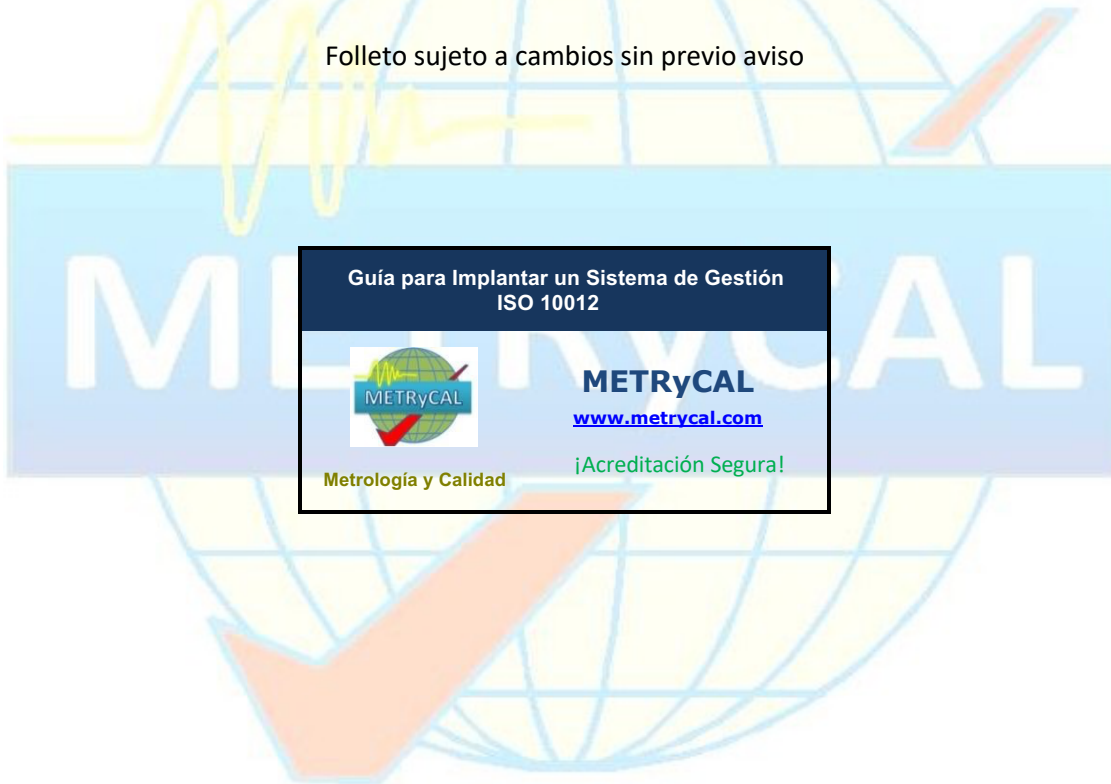 Folleto sujeto a cambios sin previo aviso
METRyCAL
Guía para Implantar un Sistema de Gestión
ISO 10012
METRyCAL
METRyCAL
www.metrycal.com
¡Acreditación Segura!
Metrología y Calidad